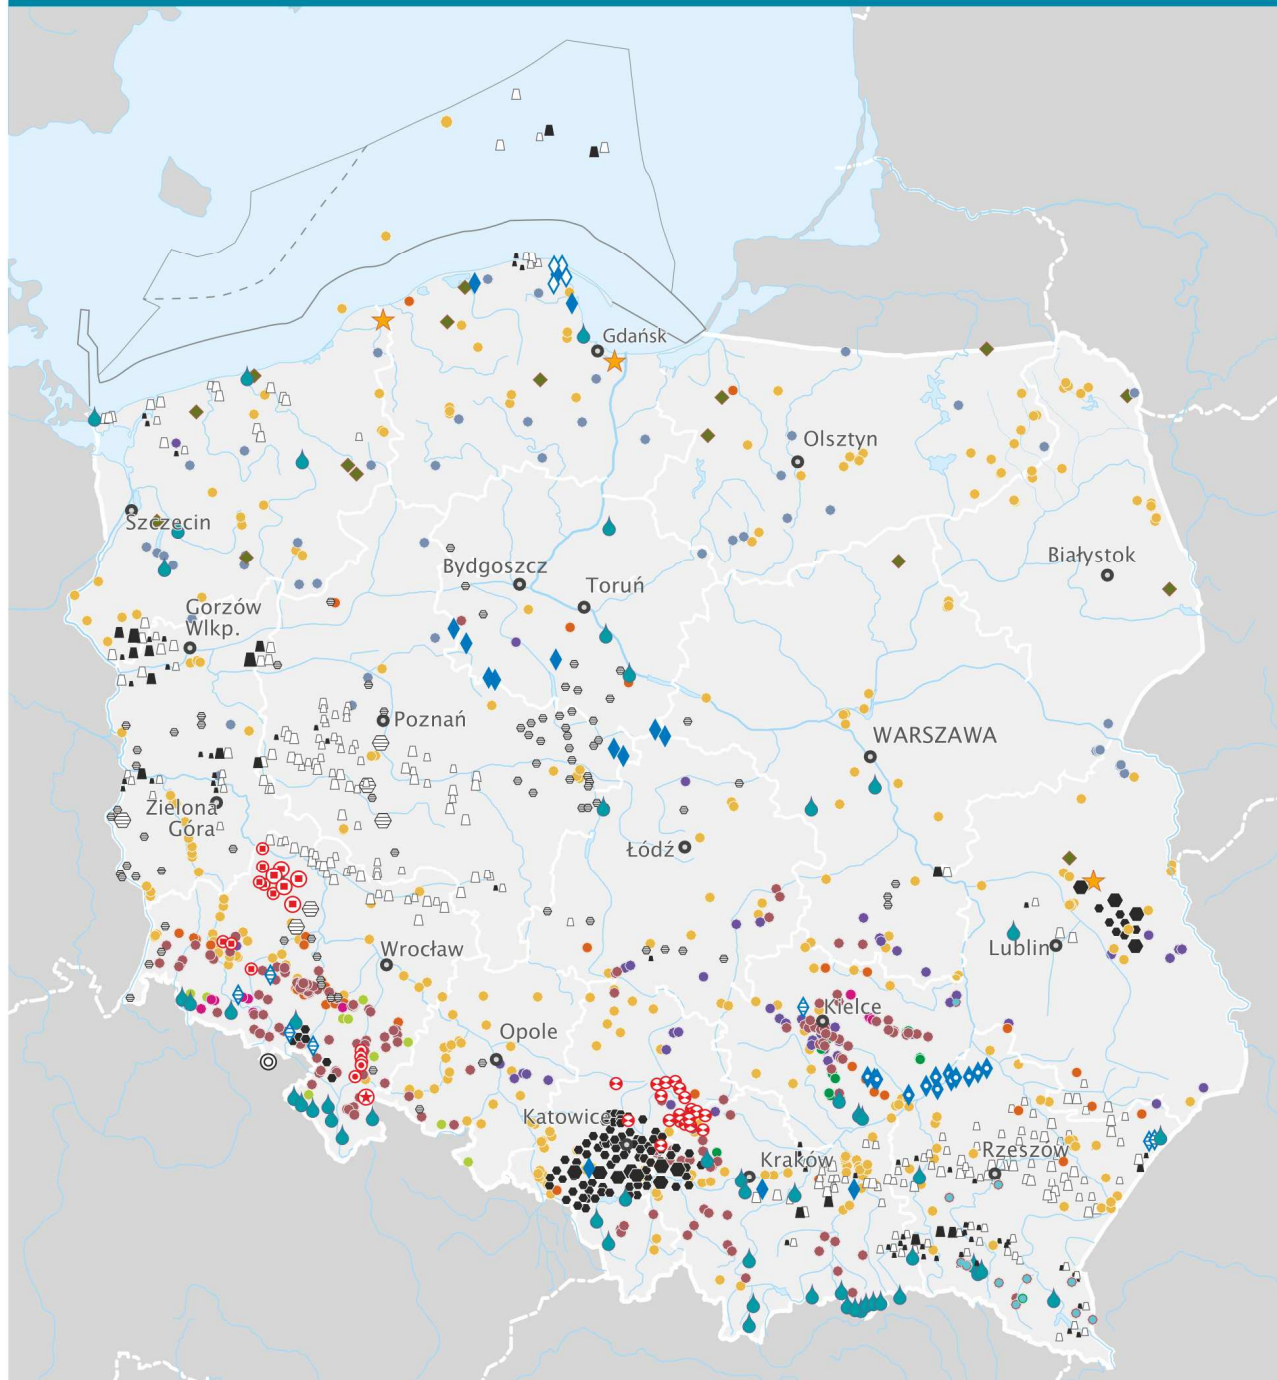 Gdańsk
Olsztyn
Szczecin
Białystok
Bydgoszcz
Toruń
Gorzów
Wlkp.
Poznań
WARSZAWA
Zielona
Góra
Łódź
Wrocław
Lublin
Kielce
Opole
Katowice
Kraków
Rzeszów